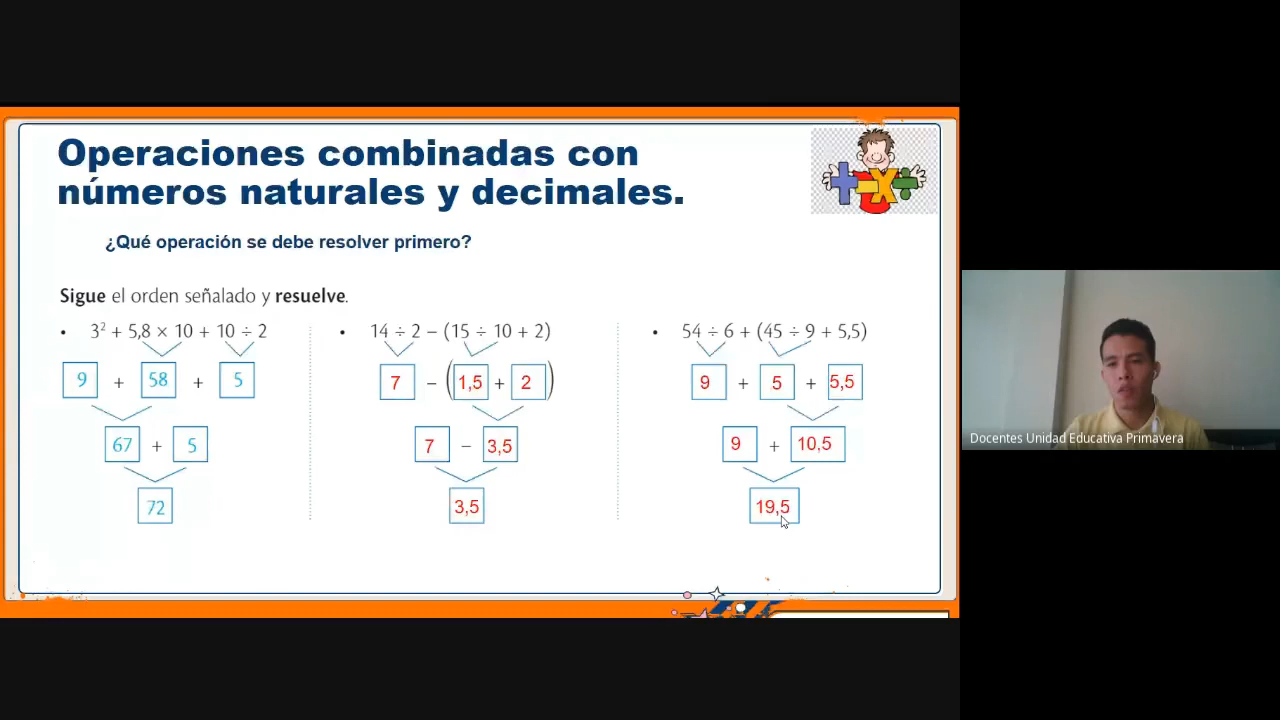 Operaciones combinadas con
números naturales y decimales.
¿Qué operación se debe resolver primero?
Sigue el orden señalado y resuelve.
• 3² + 5,8 × 10 + 10 ÷ 2
9 + 58 + 5
67 + 5
72
• 14 ÷ 2 − (15 ÷ 10 + 2)
7 − (1,5 + 2)
7 − 3,5
3,5
• 54 ÷ 6 + (45 ÷ 9 + 5,5)
9 + 5 + 5,5
9 + 10,5
19,5
+ − x ÷
Docentes Unidad Educativa Primavera